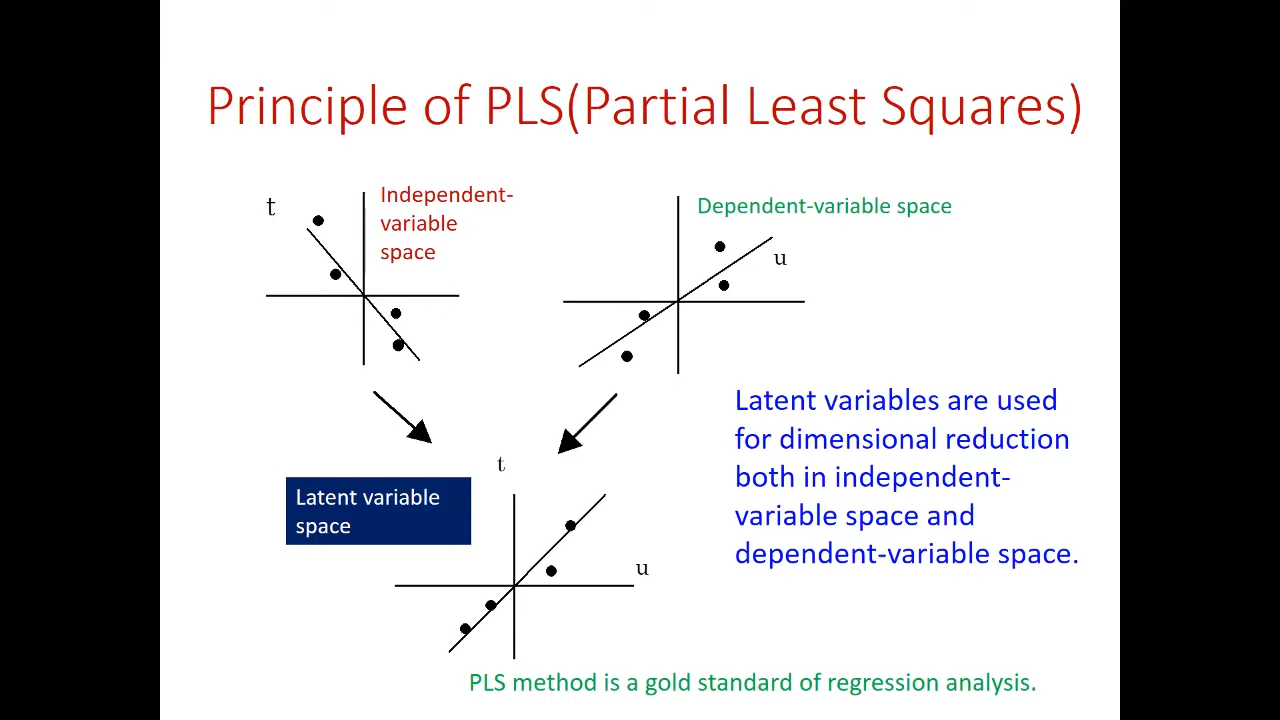 Principle of PLS(Partial Least Squares)
t
Independent-
variable
space
Dependent-variable space
u
Latent variables are used
for dimensional reduction
both in independent-
variable space and
dependent-variable space.
t
Latent variable
space
u
PLS method is a gold standard of regression analysis.